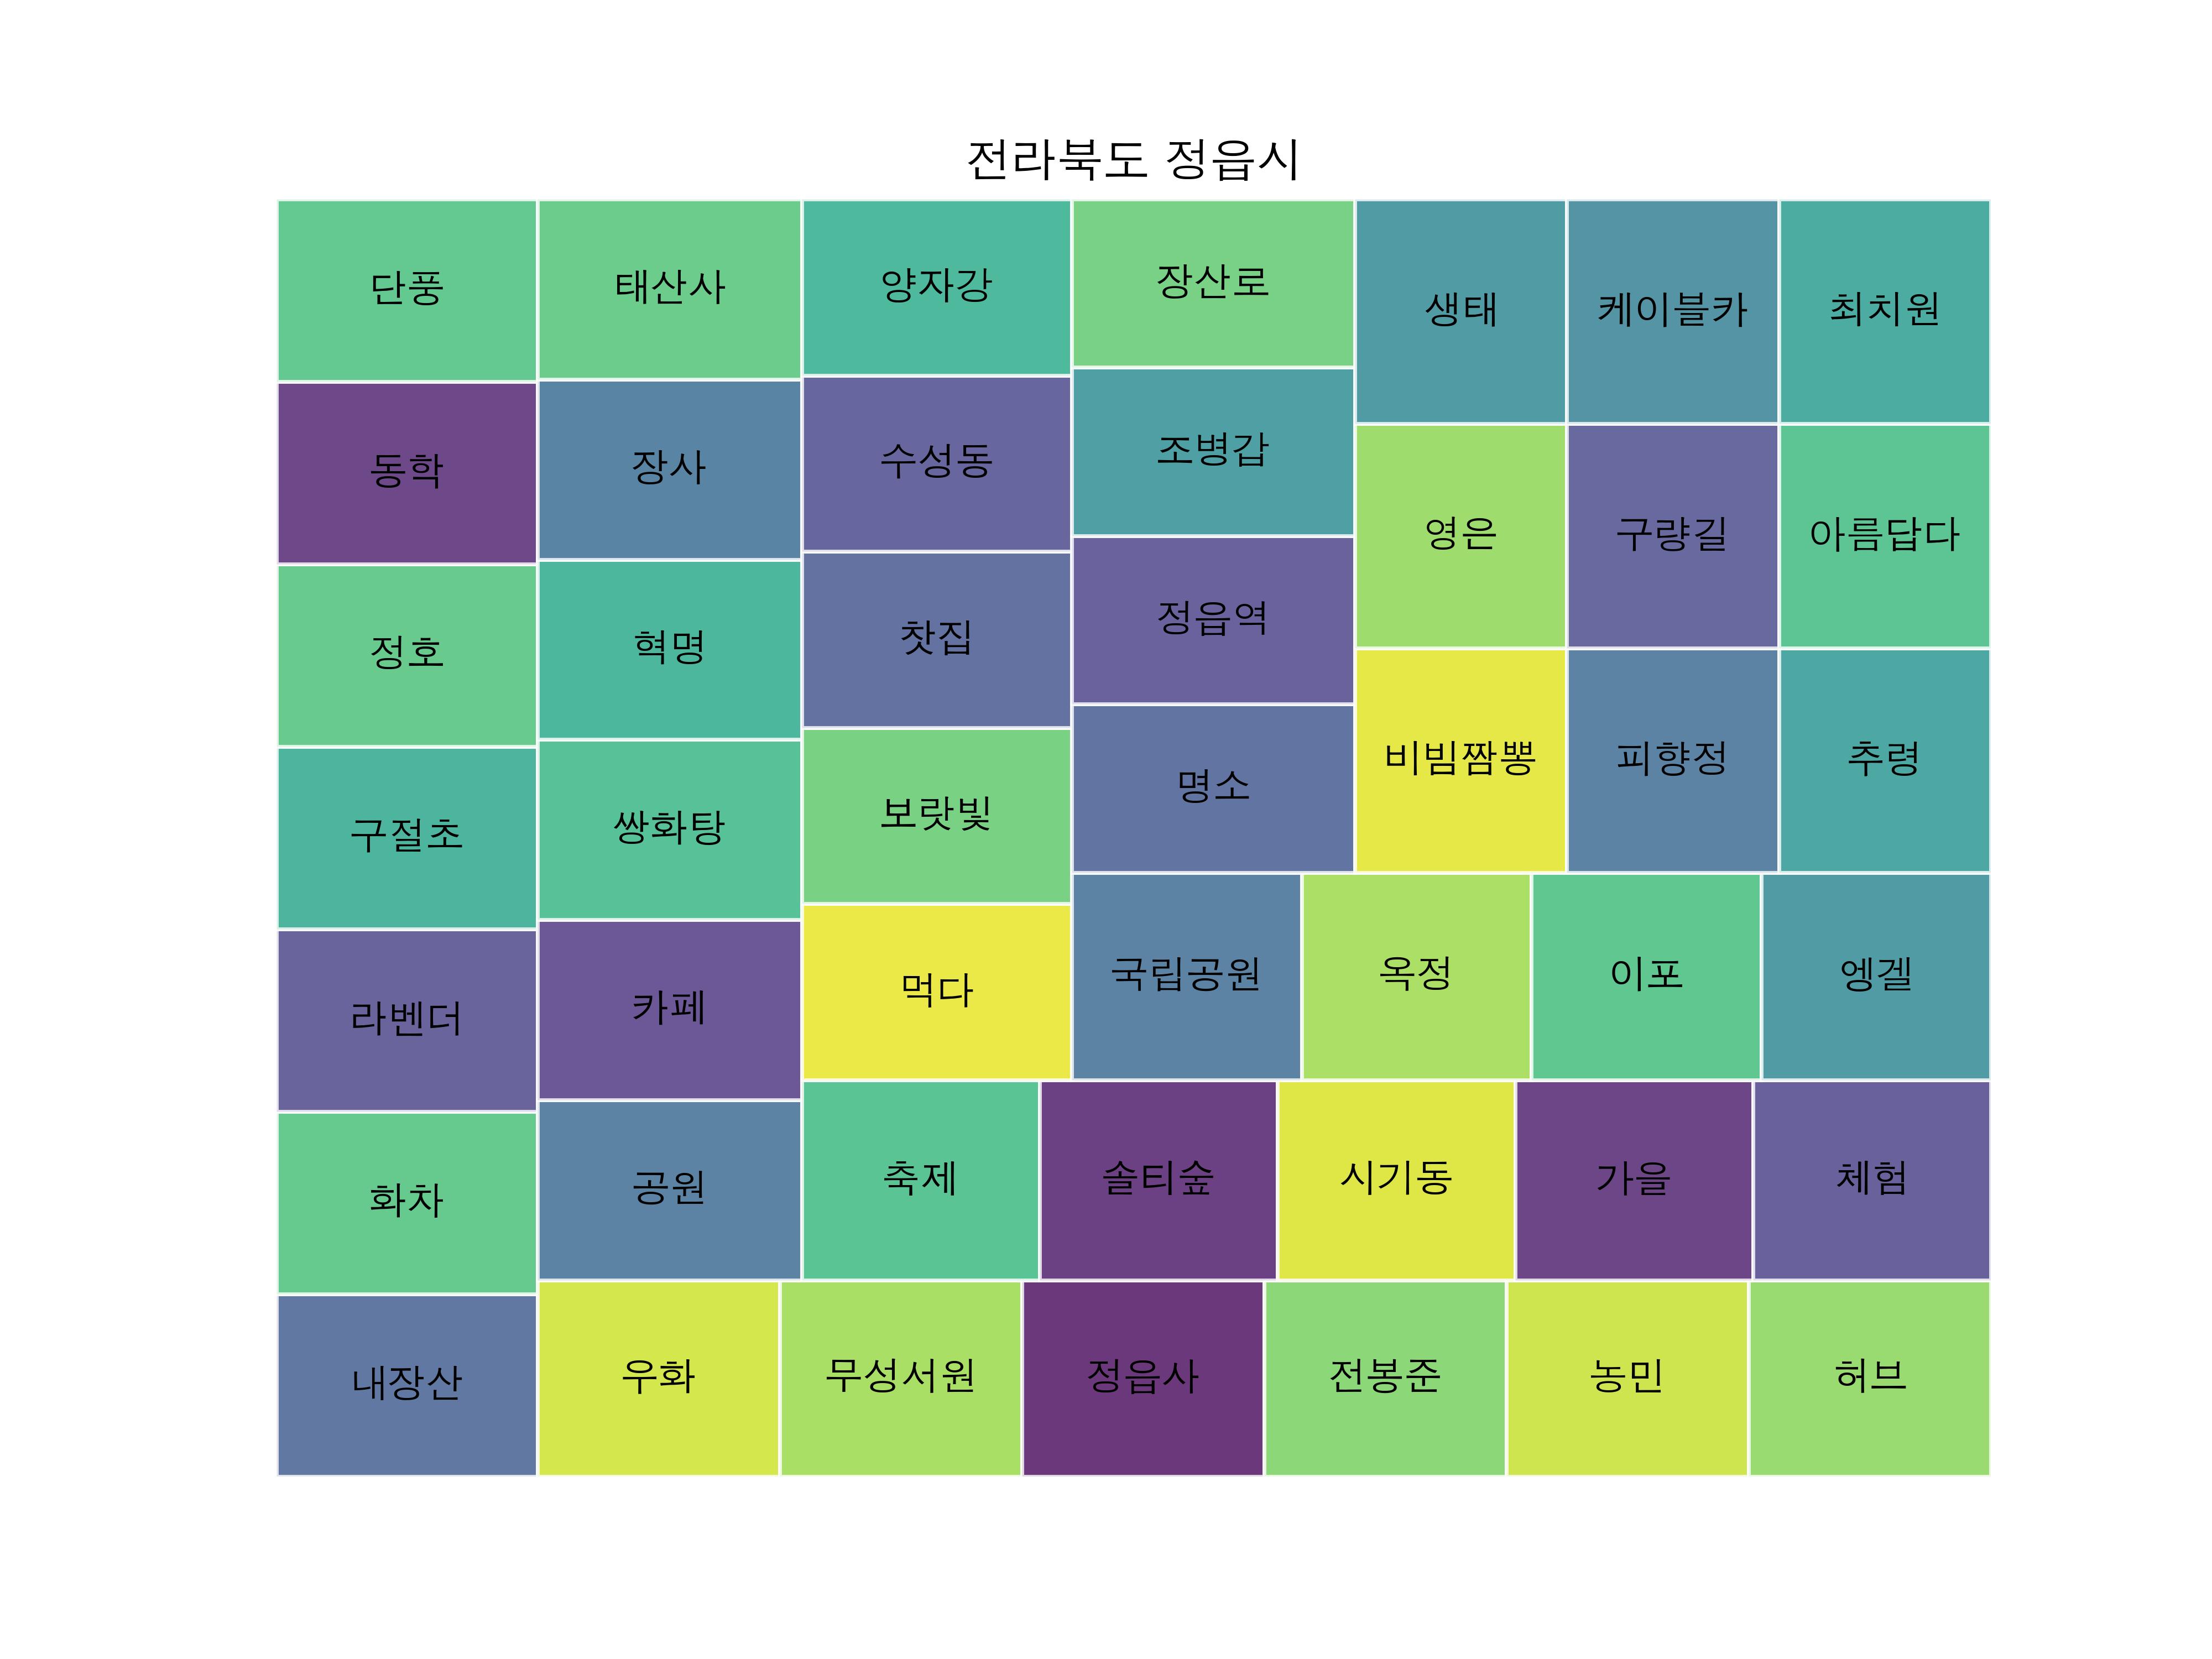 전라북도 정읍시
단풍
태산사
양자강
장산로
생태
케이블카
최치원
동학
장사
수성동
조병갑
영은
구량길
아름답다
정호
혁명
찻집
정읍역
비빔짬뽕
피향정
추령
구절초
쌍화탕
보랏빛
명소
라벤더
카페
먹다
국립공원
옥정
이포
엥겔
화차
공원
축제
솔티숲
시기동
가을
체험
내장산
우화
무성서원
정읍사
전봉준
농민
허브